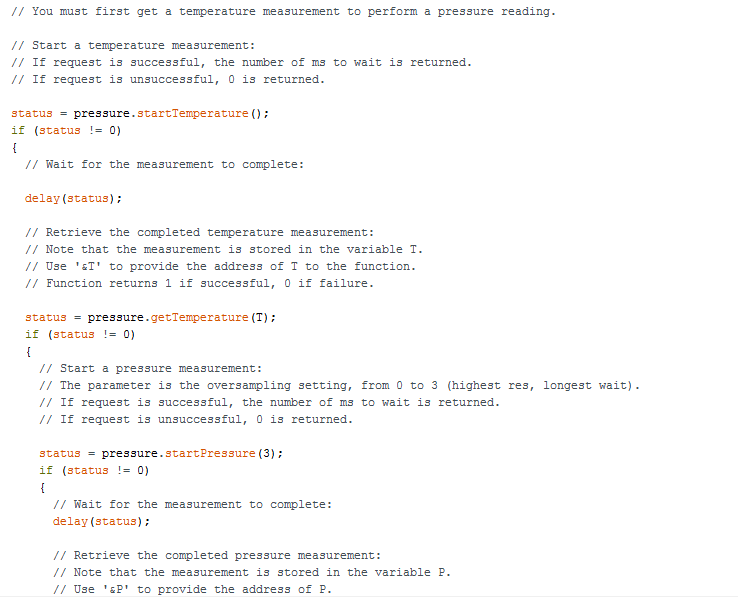 // You must first get a temperature measurement to perform a pressure reading.
// Start a temperature measurement:
// If request is successful, the number of ms to wait is returned.
// If request is unsuccessful, 0 is returned.
status = pressure.startTemperature();
if (status != 0)
{
// Wait for the measurement to complete:
delay(status);
// Retrieve the completed temperature measurement:
// Note that the measurement is stored in the variable T.
// Use '&T' to provide the address of T to the function.
// Function returns 1 if successful, 0 if failure.
status = pressure.getTemperature(T);
if (status != 0)
{
// Start a pressure measurement:
// The parameter is the oversampling setting, from 0 to 3 (highest res, longest wait).
// If request is successful, the number of ms to wait is returned.
// If request is unsuccessful, 0 is returned.
status = pressure.startPressure(3);
if (status != 0)
{
// Wait for the measurement to complete:
delay(status);
// Retrieve the completed pressure measurement:
// Note that the measurement is stored in the variable P.
// Use '&P' to provide the address of P.